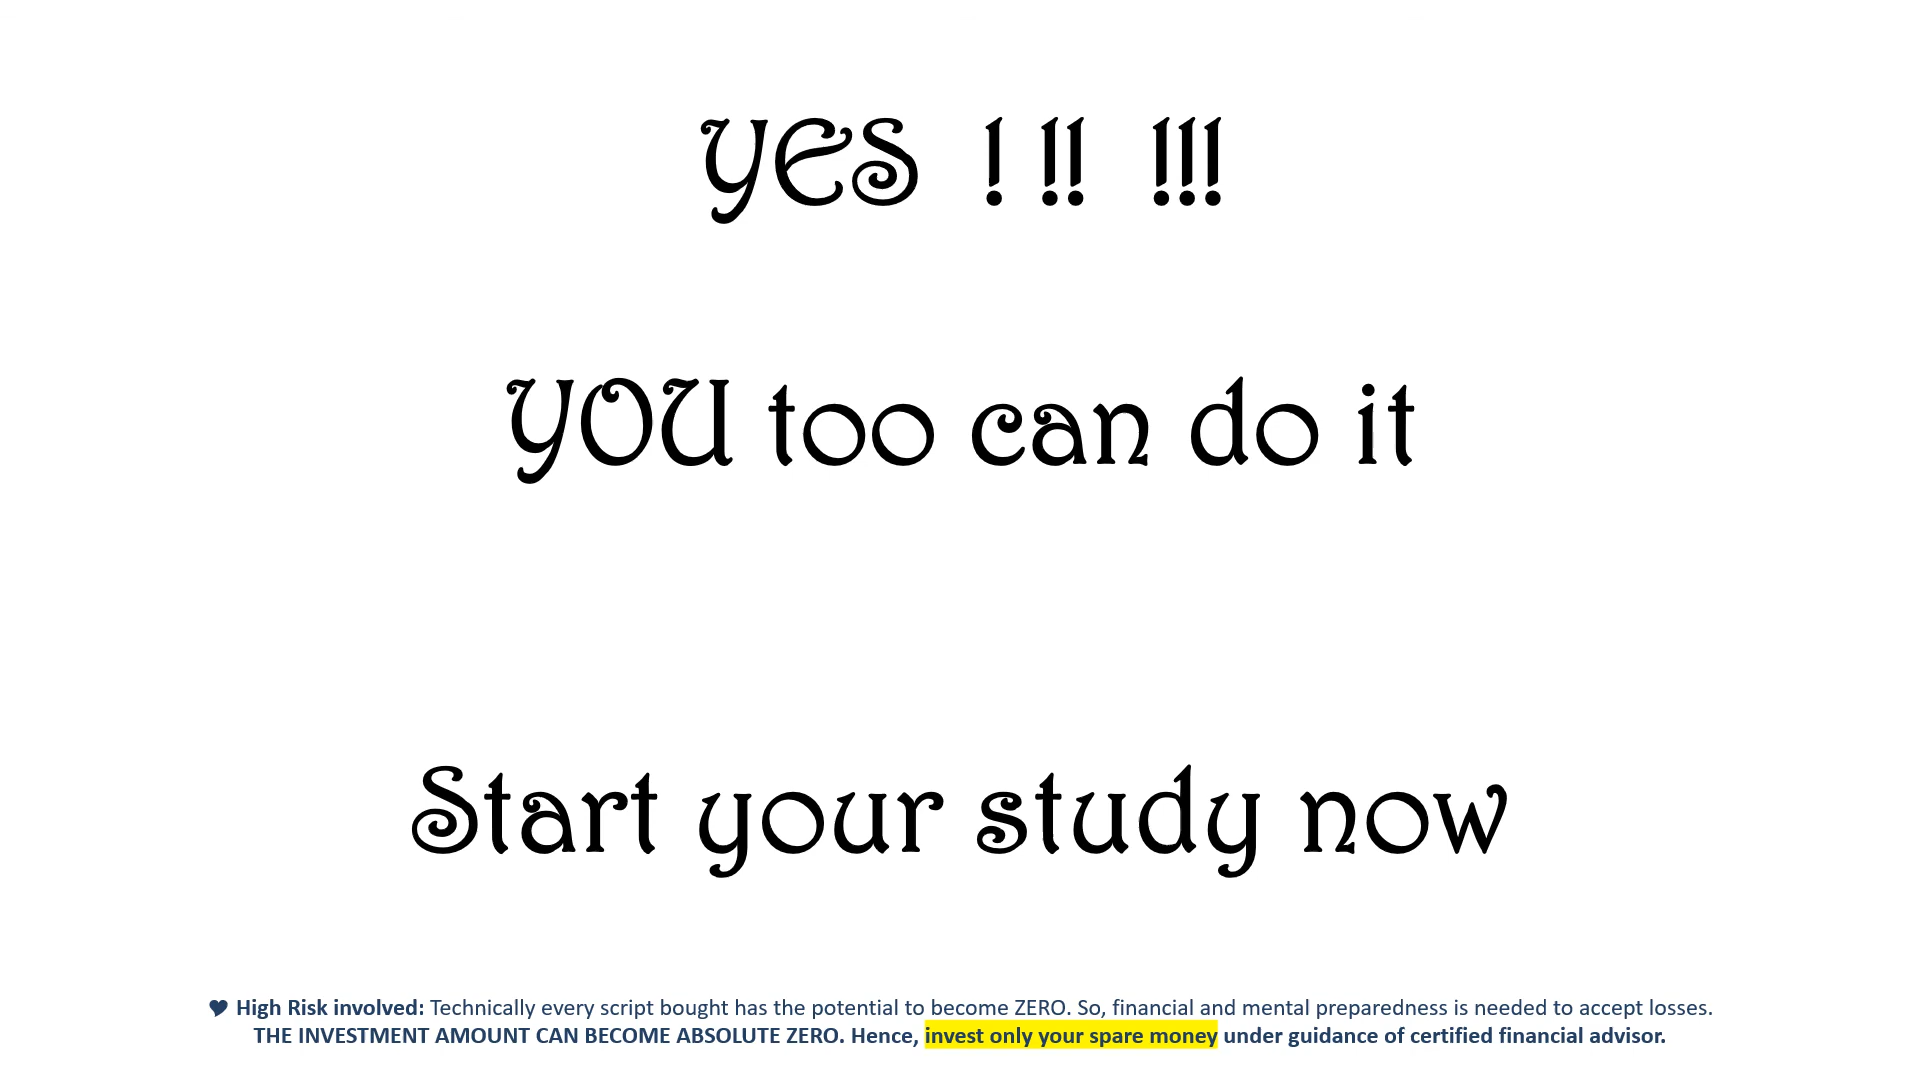 YES ! !! !!!
YOU too can do it
Start your study now
♥ High Risk involved: Technically every script bought has the potential to become ZERO. So, financial and mental preparedness is needed to accept losses.
THE INVESTMENT AMOUNT CAN BECOME ABSOLUTE ZERO. Hence, invest only your spare money under guidance of certified financial advisor.